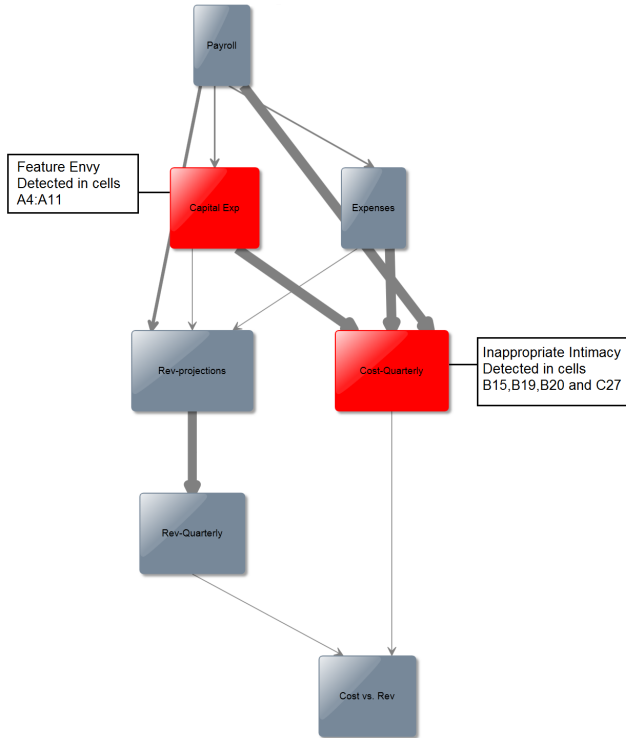 Payroll
Feature Envy
Detected in cells
A4:A11
Capital Exp
Expenses
Rev-projections
Cost-Quarterly
Inappropriate Intimacy
Detected in cells
B15,B19,B20 and C27
Rev-Quarterly
Cost vs. Rev